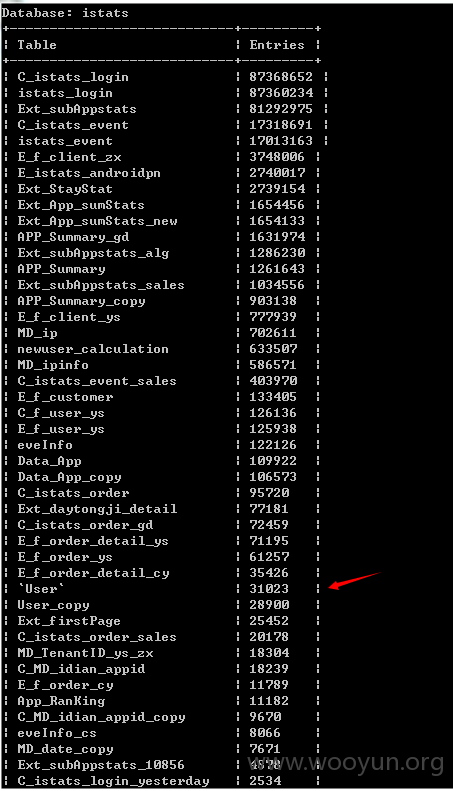 Database: istats
+----------------------------+----------+
| Table | Entries |
+----------------------------+----------+
| C_istats_login | 87368652 |
| istats_login | 87360234 |
| Ext_subAppstats | 81292975 |
| C_istats_event | 17318691 |
| istats_event | 17013163 |
| E_f_client_zx | 3748006 |
| E_istats_androidpn | 2740017 |
| Ext_StayStat | 2739154 |
| Ext_App_sumStats | 1654456 |
| Ext_App_sumStats_new | 1654133 |
| APP_Summary_gd | 1631974 |
| Ext_subAppstats_alg | 1286230 |
| APP_Summary | 1261643 |
| Ext_subAppstats_sales | 1034556 |
| APP_Summary_copy | 903138 |
| E_f_client_ys | 777939 |
| MD_ip | 702611 |
| newuser_calculation | 633507 |
| MD_ipinfo | 586571 |
| C_istats_event_sales | 403970 |
| E_f_customer | 133405 |
| C_f_user_ys | 126136 |
| E_f_user_ys | 125938 |
| eveInfo | 122126 |
| Data_App | 109922 |
| Data_App_copy | 106573 |
| C_istats_order | 95720 |
| Ext_daytongji_detail | 77181 |
| C_istats_order_gd | 72459 |
| E_f_order_detail_ys | 71195 |
| E_f_order_ys | 61257 |
| E_f_order_detail_cy | 35426 |
| `User` | 31023 |
| User_copy | 28900 |
| Ext_firstPage | 25452 |
| C_istats_order_sales | 20178 |
| MD_TenantID_ys_zx | 18304 |
| C_MD_idian_appid | 18239 |
| E_f_order_cy | 11789 |
| App_RanKing | 11182 |
| C_MD_idian_appid_copy | 9670 |
| eveInfo_cs | 8066 |
| MD_date_copy | 7671 |
| Ext_subAppstats_10856 | |
| C_istats_login_yesterday | 2534 |
www.wooyun.org